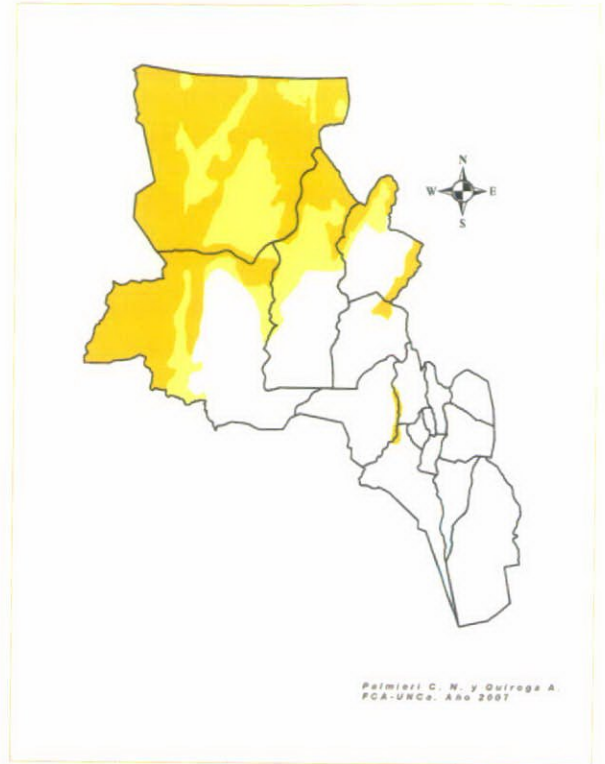 N
W E
S
Palmieri C. N. y Quiroga A.
FCA-UNCa. Año 2007